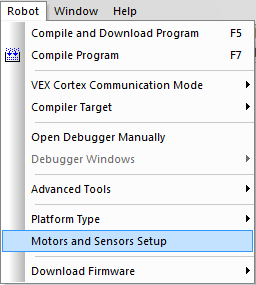 Robot Window Help
Compile and Download Program F5
Compile Program F7
VEX Cortex Communication Mode
Compiler Target
Open Debugger Manually
Debugger Windows
Advanced Tools
Platform Type
Motors and Sensors Setup
Download Firmware